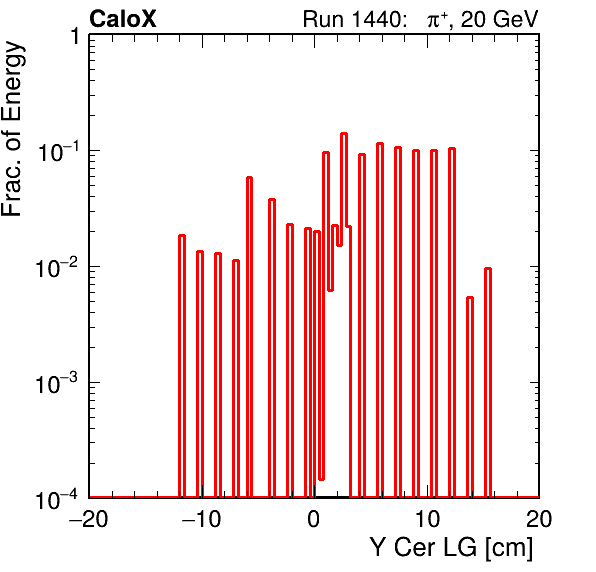 CaloX Run 1440: π⁺, 20 GeV
Frac. of Energy
1
10⁻¹
10⁻²
10⁻³
10⁻⁴
−20 −10 0 10 20
Y Cer LG [cm]